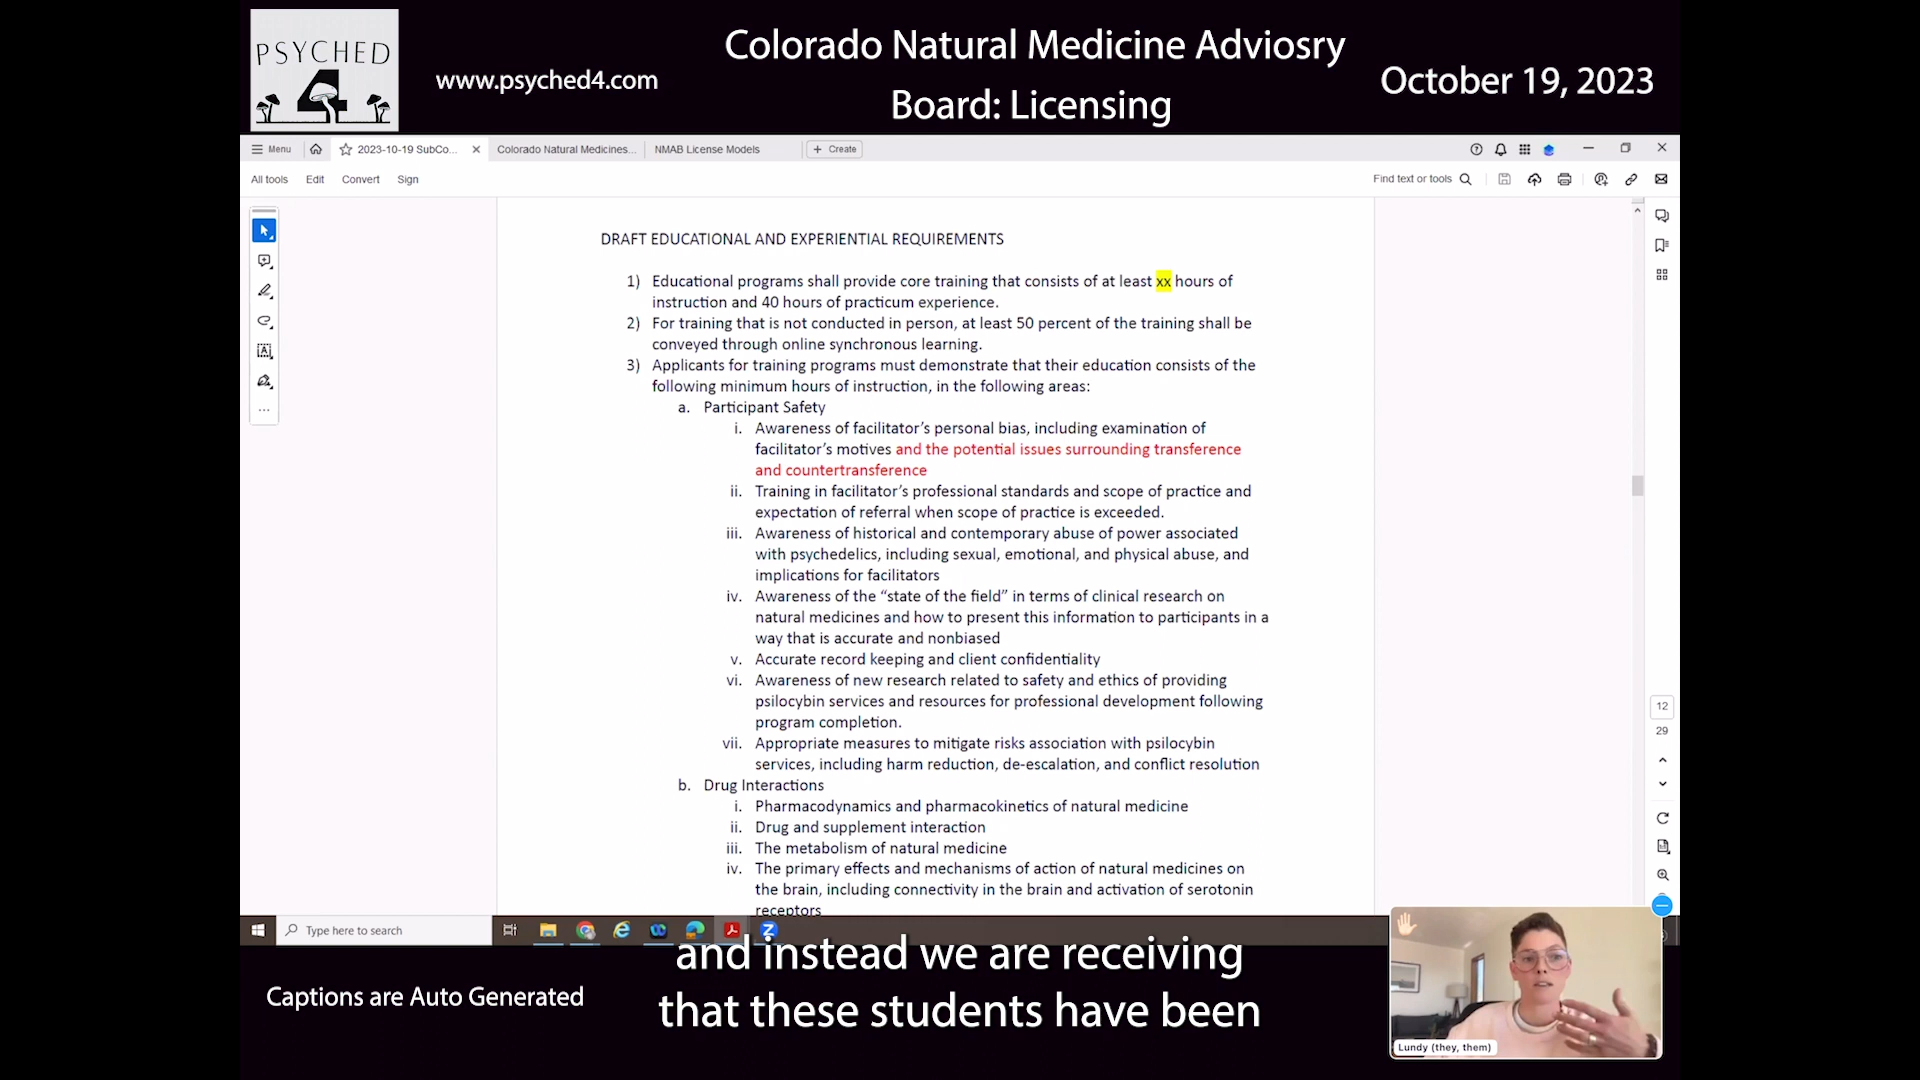 PSYCHED
4
www.psyched4.com
Colorado Natural Medicine Adviosry
Board: Licensing
October 19, 2023
Menu
2023-10-19 SubCo...
Colorado Natural Medicines...
NMAB License Models
+ Create
All tools
Edit
Convert
Sign
Find text or tools
DRAFT EDUCATIONAL AND EXPERIENTIAL REQUIREMENTS
1) Educational programs shall provide core training that consists of at least xx hours of
instruction and 40 hours of practicum experience.
2) For training that is not conducted in person, at least 50 percent of the training shall be
conveyed through online synchronous learning.
3) Applicants for training programs must demonstrate that their education consists of the
following minimum hours of instruction, in the following areas:
a. Participant Safety
i. Awareness of facilitator’s personal bias, including examination of
facilitator’s motives and the potential issues surrounding transference
and countertransference
ii. Training in facilitator’s professional standards and scope of practice and
expectation of referral when scope of practice is exceeded.
iii. Awareness of historical and contemporary abuse of power associated
with psychedelics, including sexual, emotional, and physical abuse, and
implications for facilitators
iv. Awareness of the “state of the field” in terms of clinical research on
natural medicines and how to present this information to participants in a
way that is accurate and nonbiased
v. Accurate record keeping and client confidentiality
vi. Awareness of new research related to safety and ethics of providing
psilocybin services and resources for professional development following
program completion.
vii. Appropriate measures to mitigate risks association with psilocybin
services, including harm reduction, de-escalation, and conflict resolution
b. Drug Interactions
i. Pharmacodynamics and pharmacokinetics of natural medicine
ii. Drug and supplement interaction
iii. The metabolism of natural medicine
iv. The primary effects and mechanisms of action of natural medicines on
the brain, including connectivity in the brain and activation of serotonin
receptors
12
29
Type here to search
and instead we are receiving
that these students have been
Captions are Auto Generated
Lundy (they, them)